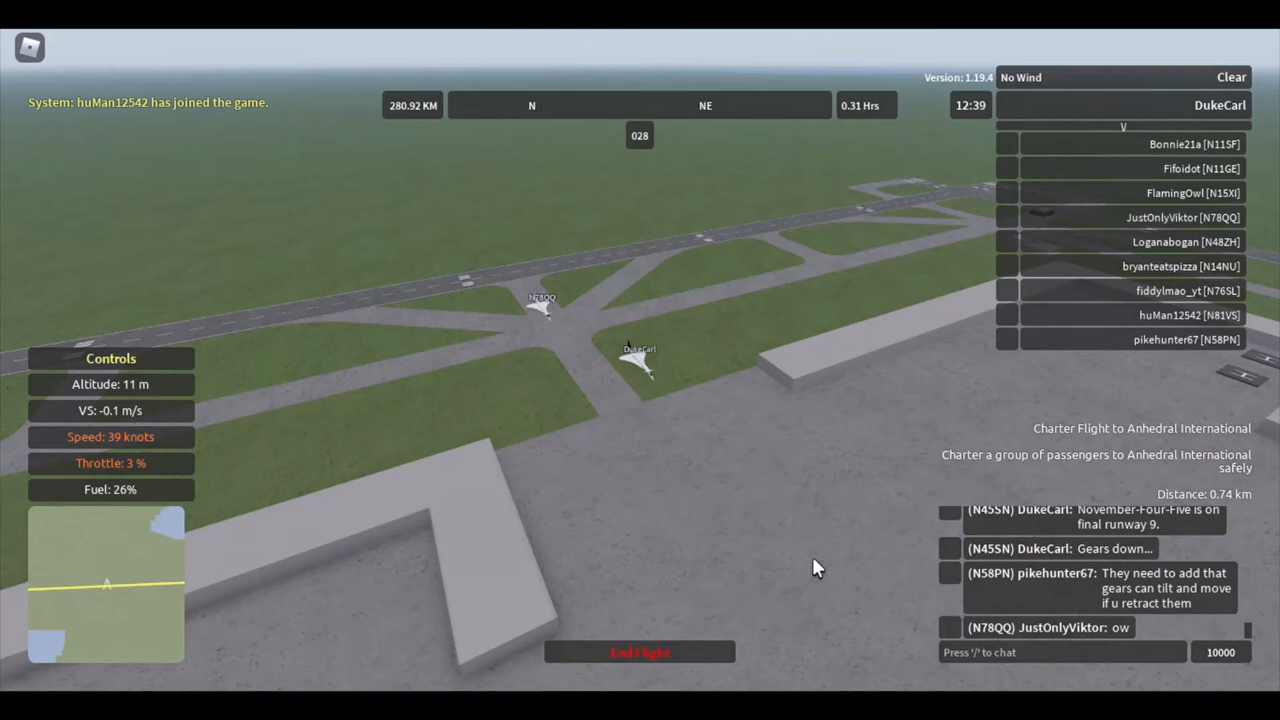 Version: 1.19.4
No Wind
Clear
System: huMan12542 has joined the game.
280.92 KM
N
NE
0.31 Hrs
12:39
DukeCarl
V
028
Bonnie21a [N11SF]
Fifoidot [N11GE]
FlamingOwl [N15XI]
JustOnlyViktor [N78QQ]
Loganabogan [N48ZH]
bryanteatspizza [N14NU]
fiddylmao_yt [N76SL]
huMan12542 [N81VS]
pikehunter67 [N58PN]
N78QQ
DukeCarl
Controls
Altitude: 11 m
VS: -0.1 m/s
Speed: 39 knots
Throttle: 3 %
Fuel: 26%
A
Charter Flight to Anhedral International
Charter a group of passengers to Anhedral International
safely
Distance: 0.74 km
(N45SN) DukeCarl: November-Four-Five is on
final runway 9.
(N45SN) DukeCarl: Gears down...
(N58PN) pikehunter67: They need to add that
gears can tilt and move
if u retract them
(N78QQ) JustOnlyViktor: ow
End Flight
Press '/' to chat
10000